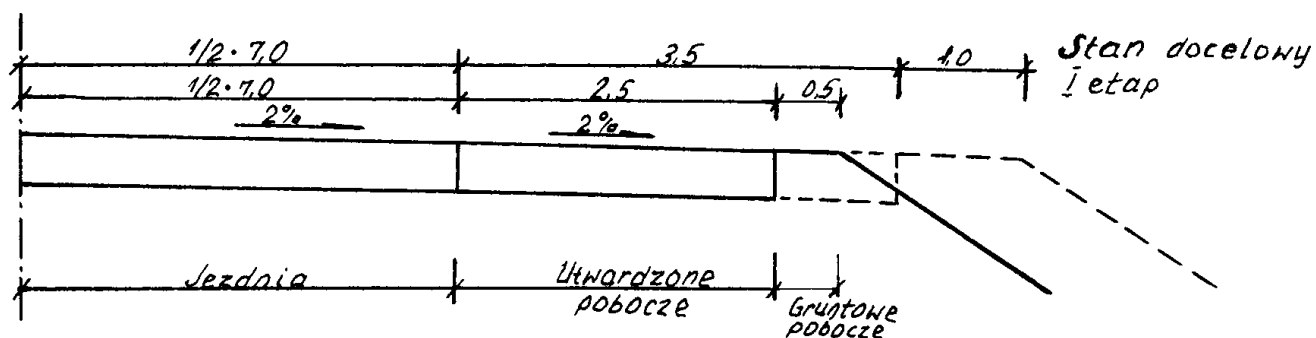 1/2·7,0 3,5 1,0 Stan docelowy
1/2·7,0 2,5 0,5 I etap
2% 2%
Jezdnia Utwardzone
pobocze
Gruntowe
pobocze